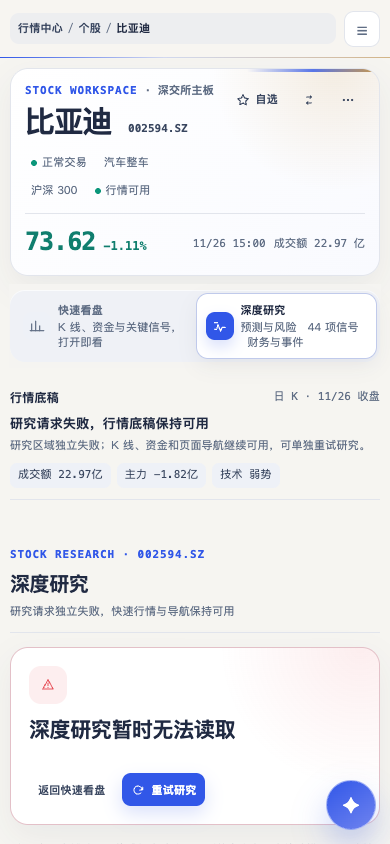 行情中心 / 个股 / 比亚迪
STOCK WORKSPACE · 深交所主板
自选
比亚迪 002594.SZ
正常交易 汽车整车
沪深 300 行情可用
73.62 −1.11% 11/26 15:00 成交额 22.97 亿
快速看盘
K 线、资金与关键信号，
打开即看
深度研究
预测与风险 44 项信号
财务与事件
行情底稿 日 K · 11/26 收盘
研究请求失败，行情底稿保持可用
研究区域独立失败；K 线、资金和页面导航继续可用，可单独重试研究。
成交额 22.97亿 主力 −1.82亿 技术 弱势
STOCK RESEARCH · 002594.SZ
深度研究
研究请求独立失败，快速行情与导航保持可用
深度研究暂时无法读取
返回快速看盘 重试研究